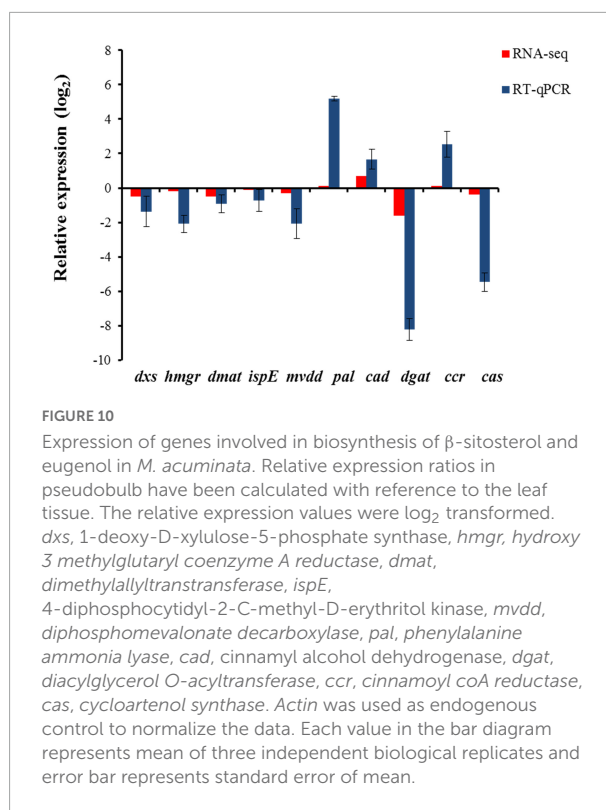 8
6
4
2
0
-2
-4
-6
-8
-10
Relative expression (log₂)
RNA-seq
RT-qPCR
dxs hmgr dmat ispE mvdd pal cad dgat ccr cas
FIGURE 10
Expression of genes involved in biosynthesis of β-sitosterol and
eugenol in M. acuminata. Relative expression ratios in
pseudobulb have been calculated with reference to the leaf
tissue. The relative expression values were log₂ transformed.
dxs, 1-deoxy-D-xylulose-5-phosphate synthase, hmgr, hydroxy
3 methylglutaryl coenzyme A reductase, dmat,
dimethylallyltranstransferase, ispE,
4-diphosphocytidyl-2-C-methyl-D-erythritol kinase, mvdd,
diphosphomevalonate decarboxylase, pal, phenylalanine
ammonia lyase, cad, cinnamyl alcohol dehydrogenase, dgat,
diacylglycerol O-acyltransferase, ccr, cinnamoyl coA reductase,
cas, cycloartenol synthase. Actin was used as endogenous
control to normalize the data. Each value in the bar diagram
represents mean of three independent biological replicates and
error bar represents standard error of mean.